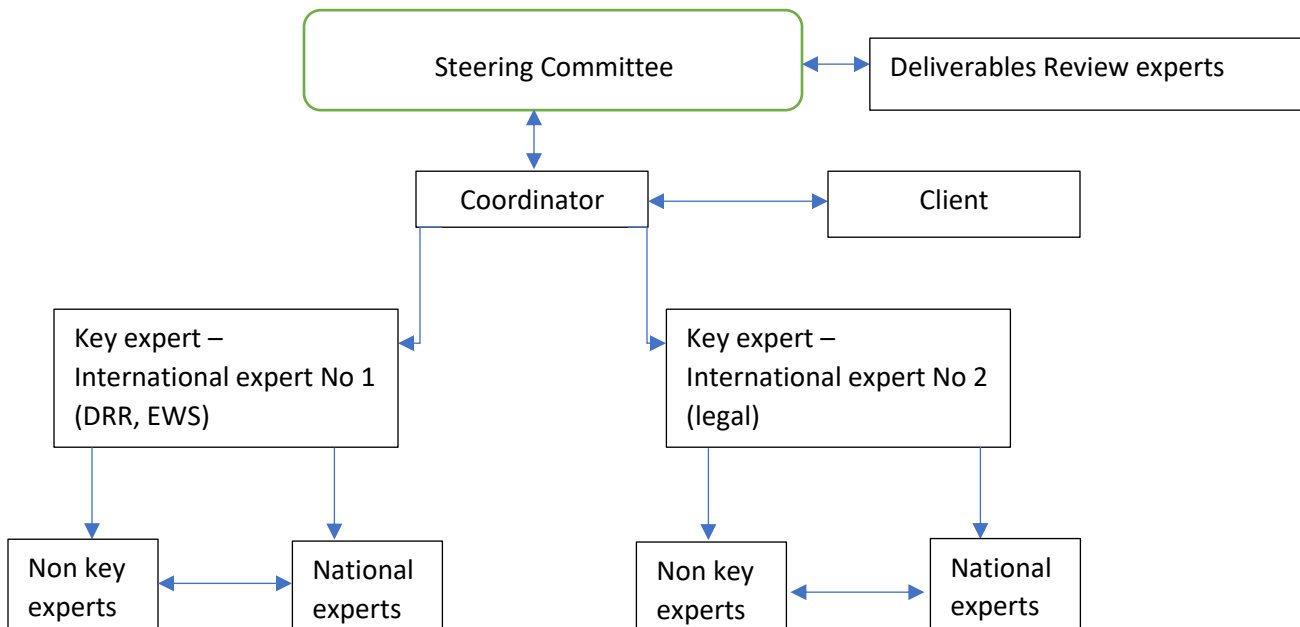 Steering Committee
Deliverables Review experts
Coordinator
Client
Key expert –
International expert No 1
(DRR, EWS)
Key expert –
International expert No 2
(legal)
Non key
experts
National
experts
Non key
experts
National
experts